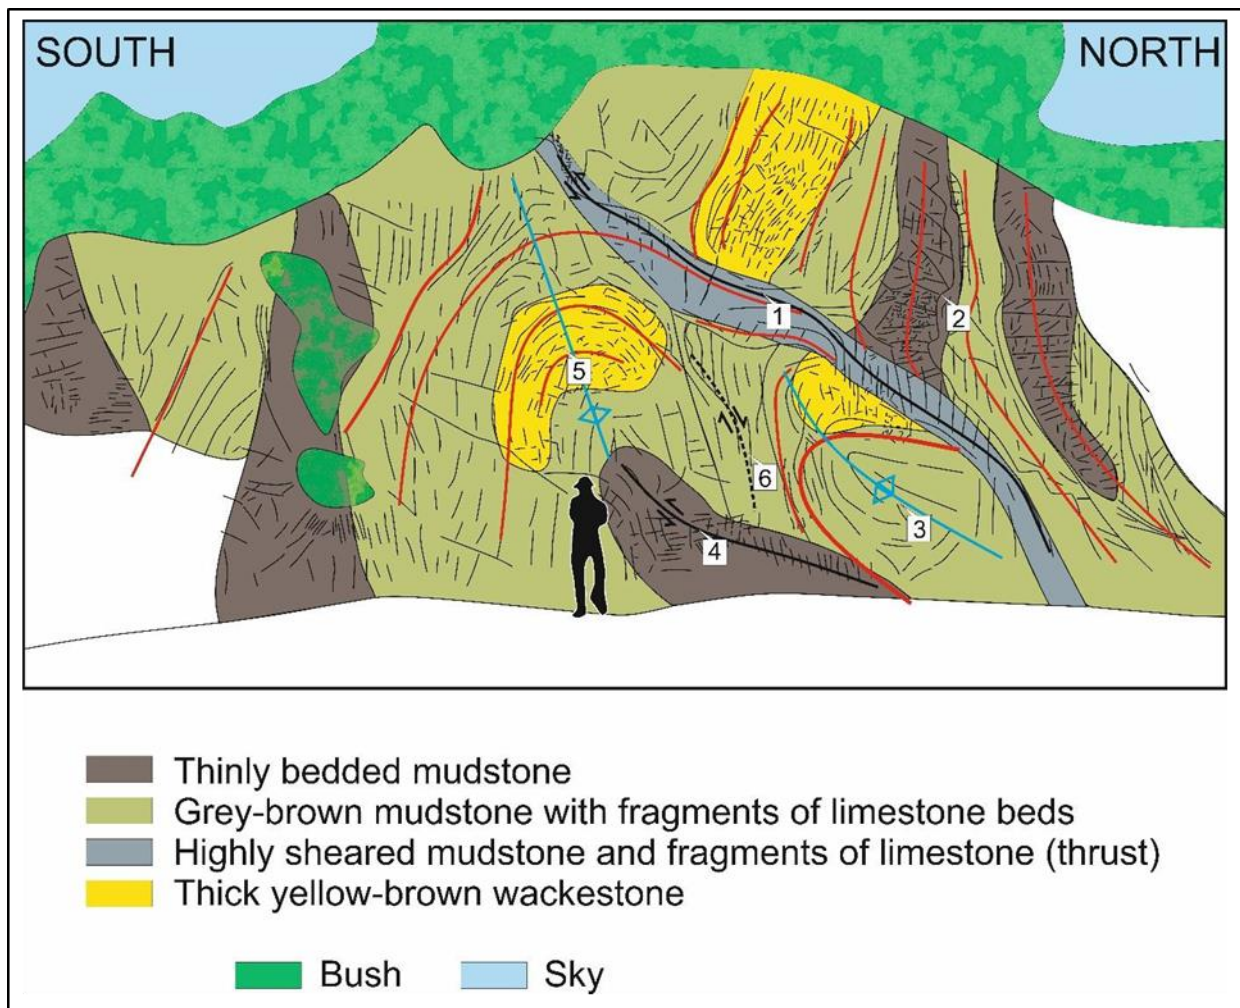 SOUTH
NORTH
1
2
5
6
3
4
Thinly bedded mudstone
Grey-brown mudstone with fragments of limestone beds
Highly sheared mudstone and fragments of limestone (thrust)
Thick yellow-brown wackestone
Bush
Sky